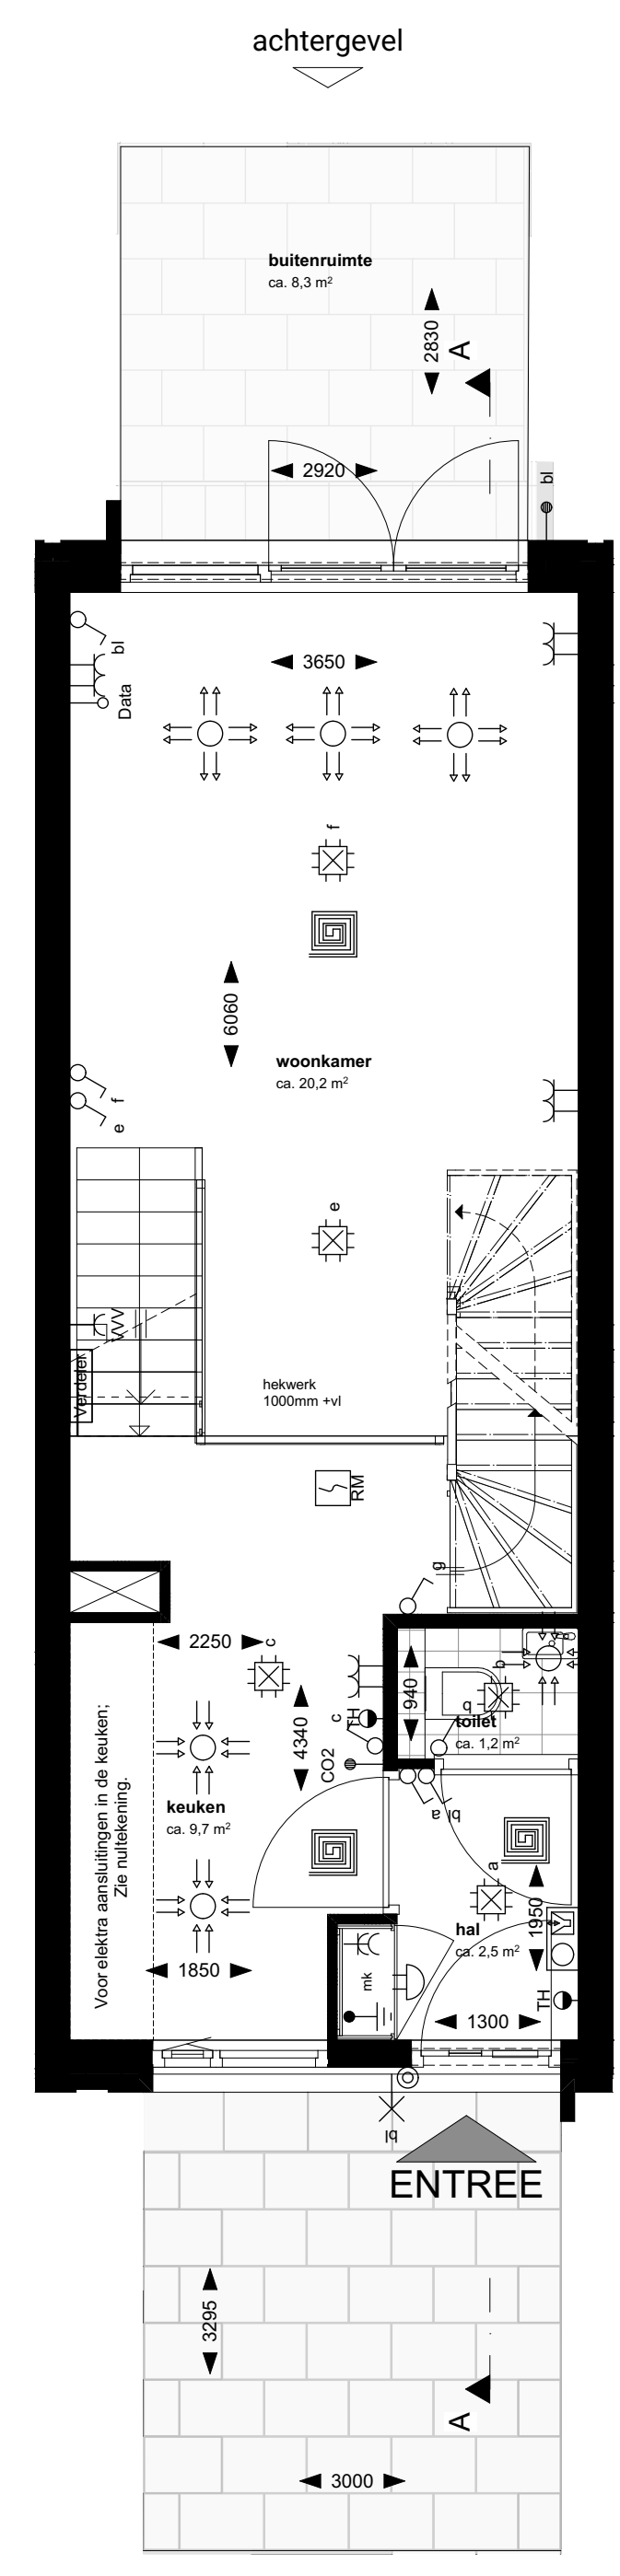 achtergevel
buitenruimte
ca. 8,3 m²
2830
A
2920
bl
bl
Data
3650
f
6060
woonkamer
ca. 20,2 m²
f
e
e
VVV
Verdeler
hekwerk
1000mm +vl
RM
g
2250
c
940
b
b
toilet
ca. 1,2 m²
c
TH
4340
CO2
Voor elektra aansluitingen in de keuken;
Zie nultekening.
keuken
ca. 9,7 m²
a
bl
a
hal
ca. 2,5 m²
1950
1850
mk
1300
TH
bl
ENTREE
3295
A
3000